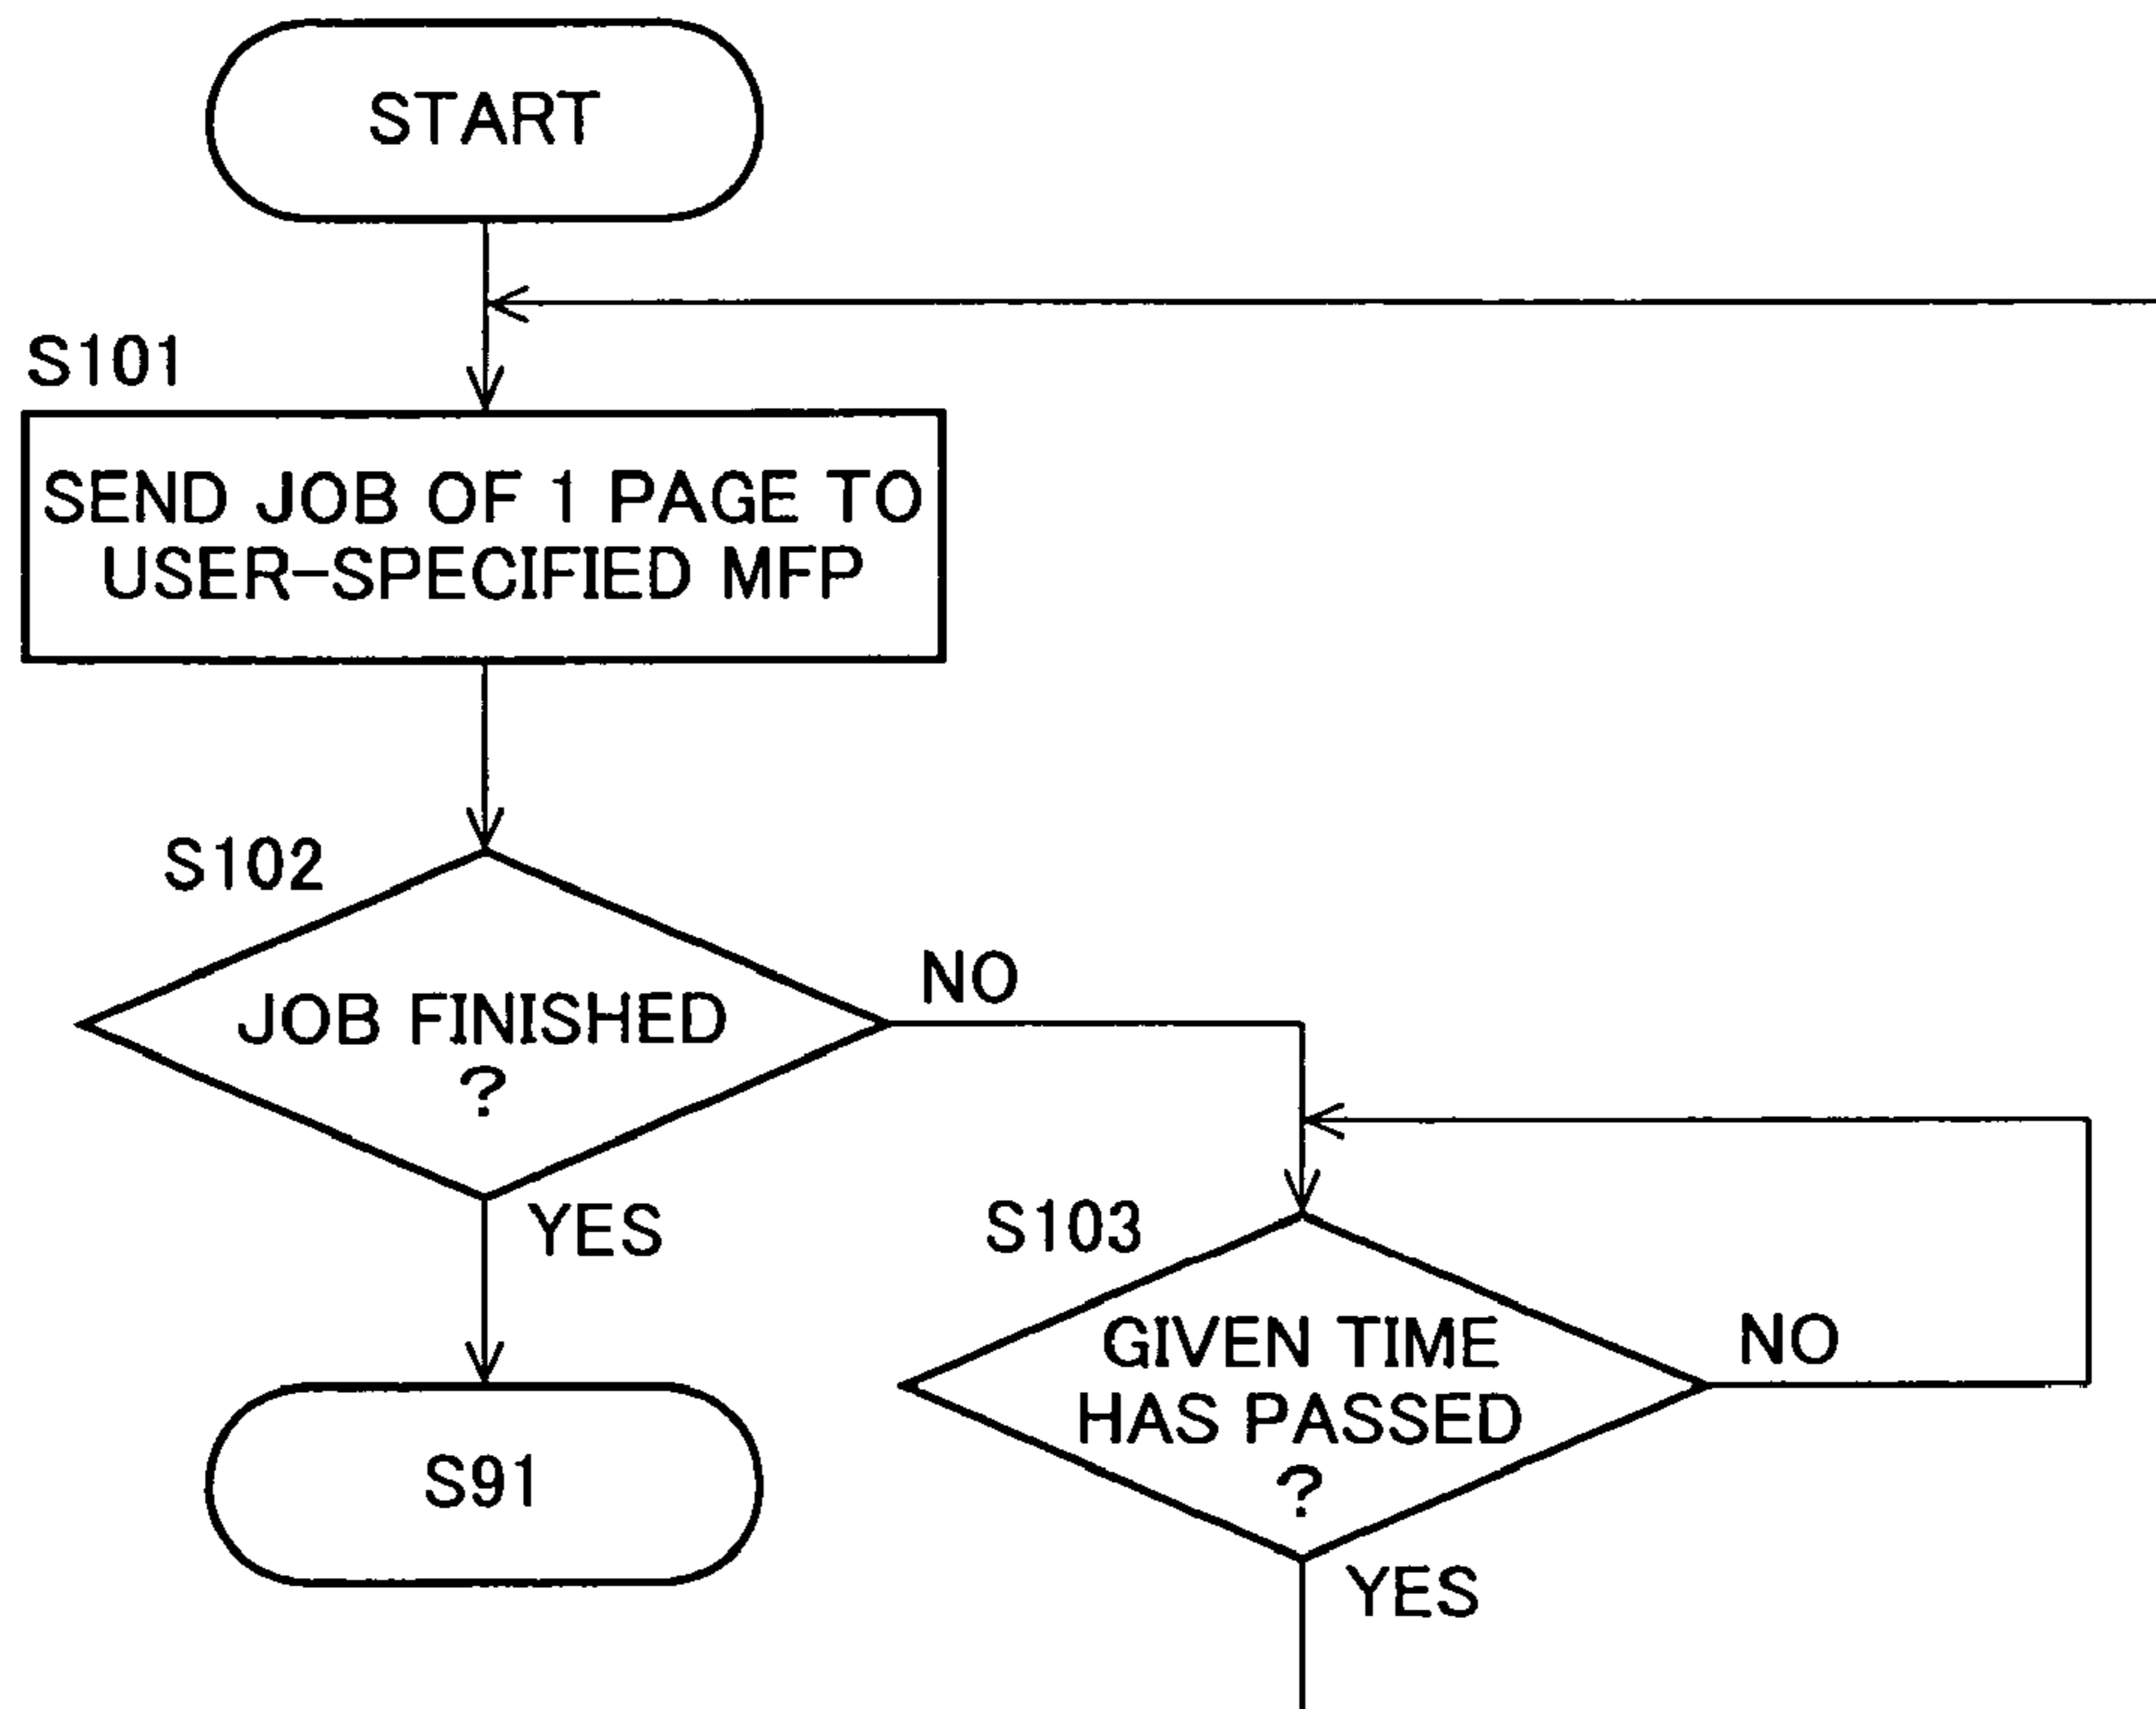 START
S101
SEND JOB OF 1 PAGE TO
USER-SPECIFIED MFP
S102
JOB FINISHED
?
NO
YES
S103
GIVEN TIME
HAS PASSED
?
NO
YES
S91